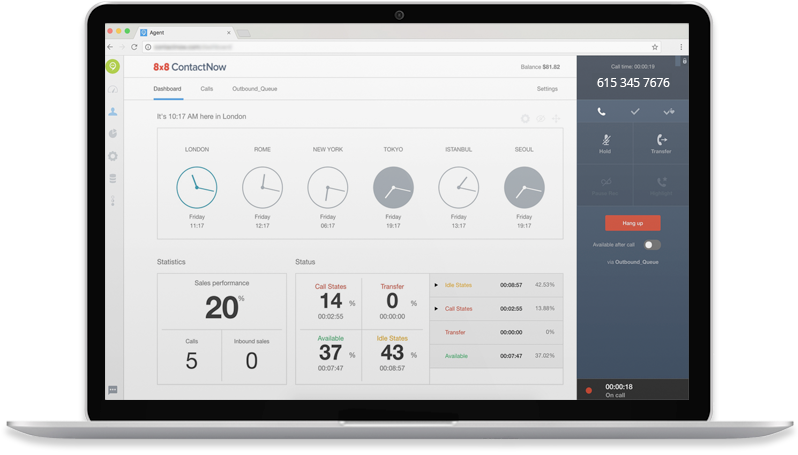 Agent
8x8 ContactNow
Balance $61.82
Dashboard
Calls
Outbound_Queue
Settings
It's 10:17 AM here in London
LONDON
ROME
NEW YORK
TOKYO
ISTANBUL
SEOUL
Friday
Friday
Friday
Friday
Friday
Friday
11:17
12:17
06:17
19:17
13:17
19:17
Statistics
Sales performance
20%
Calls
5
Inbound sales
0
Status
Call States
14 %
00:02:55
Transfer
0 %
00:00:00
Available
37 %
00:07:47
Idle States
43 %
00:08:57
Idle States 00:08:57 42.53%
Call States 00:02:55 13.88%
Transfer 00:00:00 0%
Available 00:07:47 37.02%
Call time: 00:00:18
615 345 7676
Hold
Transfer
Hang up
Available after call
via Outbound_Queue
00:00:18
On call